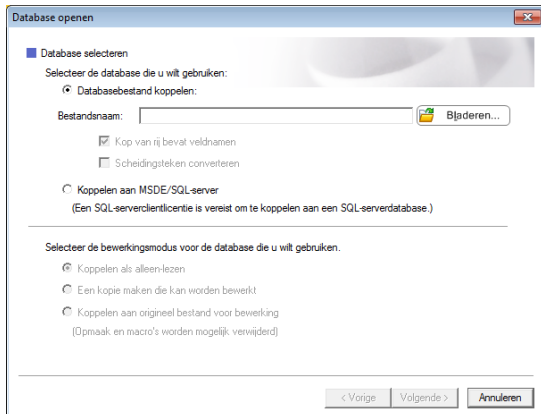 Database openen
Database selecteren
Selecteer de database die u wilt gebruiken:
Databasebestand koppelen:
Bestandsnaam:
Bladeren...
Kop van rij bevat veldnamen
Scheidingsteken converteren
Koppelen aan MSDE/SQL-server
(Een SQL-serverclientlicentie is vereist om te koppelen aan een SQL-serverdatabase.)
Selecteer de bewerkingsmodus voor de database die u wilt gebruiken.
Koppelen als alleen-lezen
Een kopie maken die kan worden bewerkt
Koppelen aan origineel bestand voor bewerking
(Opmaak en macro's worden mogelijk verwijderd)
< Vorige Volgende > Annuleren